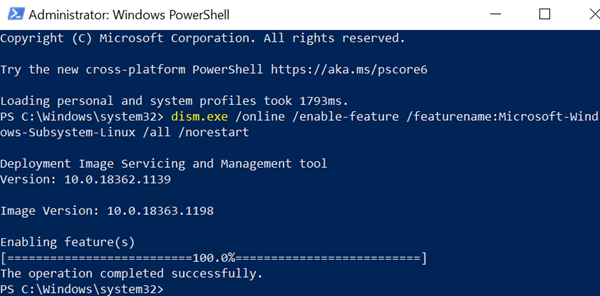 Administrator: Windows PowerShell
Copyright (C) Microsoft Corporation. All rights reserved.
Try the new cross-platform PowerShell https://aka.ms/pscore6
Loading personal and system profiles took 1793ms.
PS C:\Windows\system32> dism.exe /online /enable-feature /featurename:Microsoft-Wind
ows-Subsystem-Linux /all /norestart
Deployment Image Servicing and Management tool
Version: 10.0.18362.1139
Image Version: 10.0.18363.1198
Enabling feature(s)
[==========================100.0%==========================]
The operation completed successfully.
PS C:\Windows\system32>